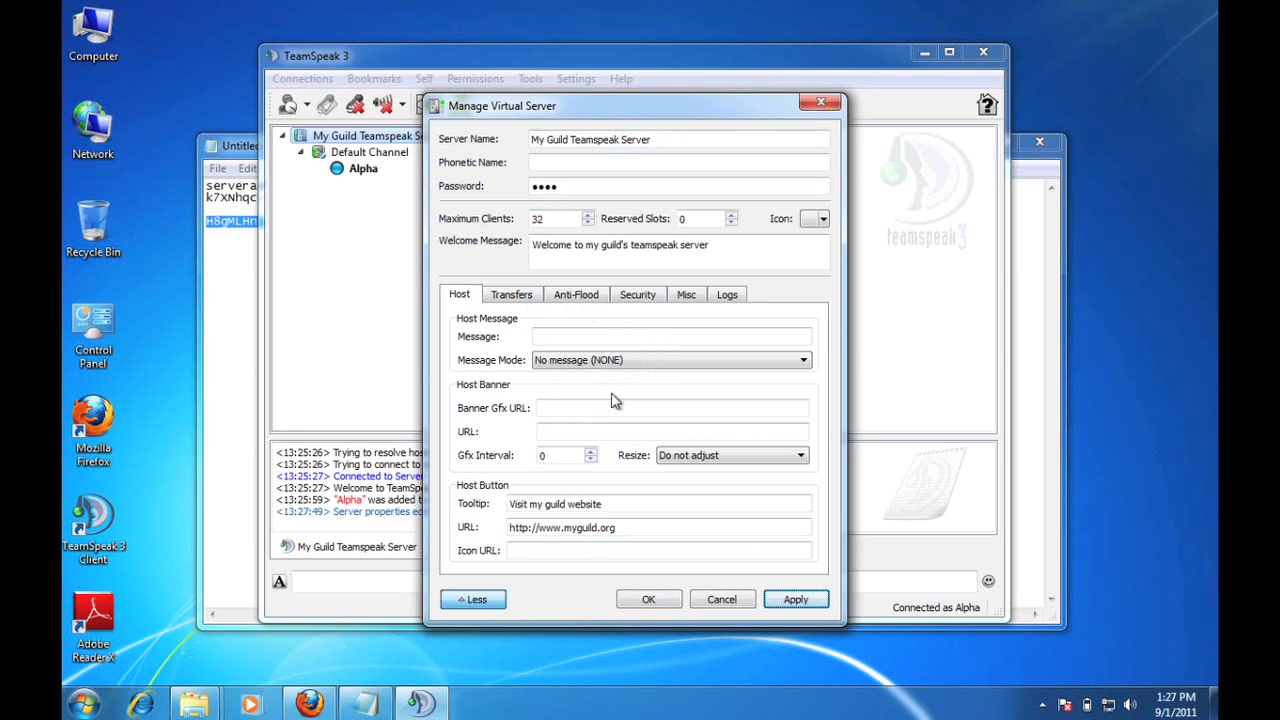 Computer
Network
Recycle Bin
Control
Panel
Mozilla
Firefox
TeamSpeak 3
Client
Adobe
Reader X
File Edit
servera
k7XNhqc
H8gMLHn
TeamSpeak 3
Connections Bookmarks Self Permissions Tools Settings Help
My Guild Teamspeak S
Default Channel
Alpha
teamspeak3
<13:25:26> Trying to resolve ho
<13:25:26> Trying to connect to
<13:25:27> Connected to Server
<13:25:27> Welcome to TeamSp
<13:25:59> "Alpha" was added t
<13:27:49> Server properties e
My Guild Teamspeak Server
A
Connected as Alpha
Manage Virtual Server
Server Name: My Guild Teamspeak Server
Phonetic Name:
Password: ••••
Maximum Clients: 32 Reserved Slots: 0 Icon:
Welcome Message: Welcome to my guild's teamspeak server
Host Transfers Anti-Flood Security Misc Logs
Host Message
Message:
Message Mode: No message (NONE)
Host Banner
Banner Gfx URL:
URL:
Gfx Interval: 0 Resize: Do not adjust
Host Button
Tooltip: Visit my guild website
URL: http://www.myguild.org
Icon URL:
Less OK Cancel Apply
1:27 PM
9/1/2011